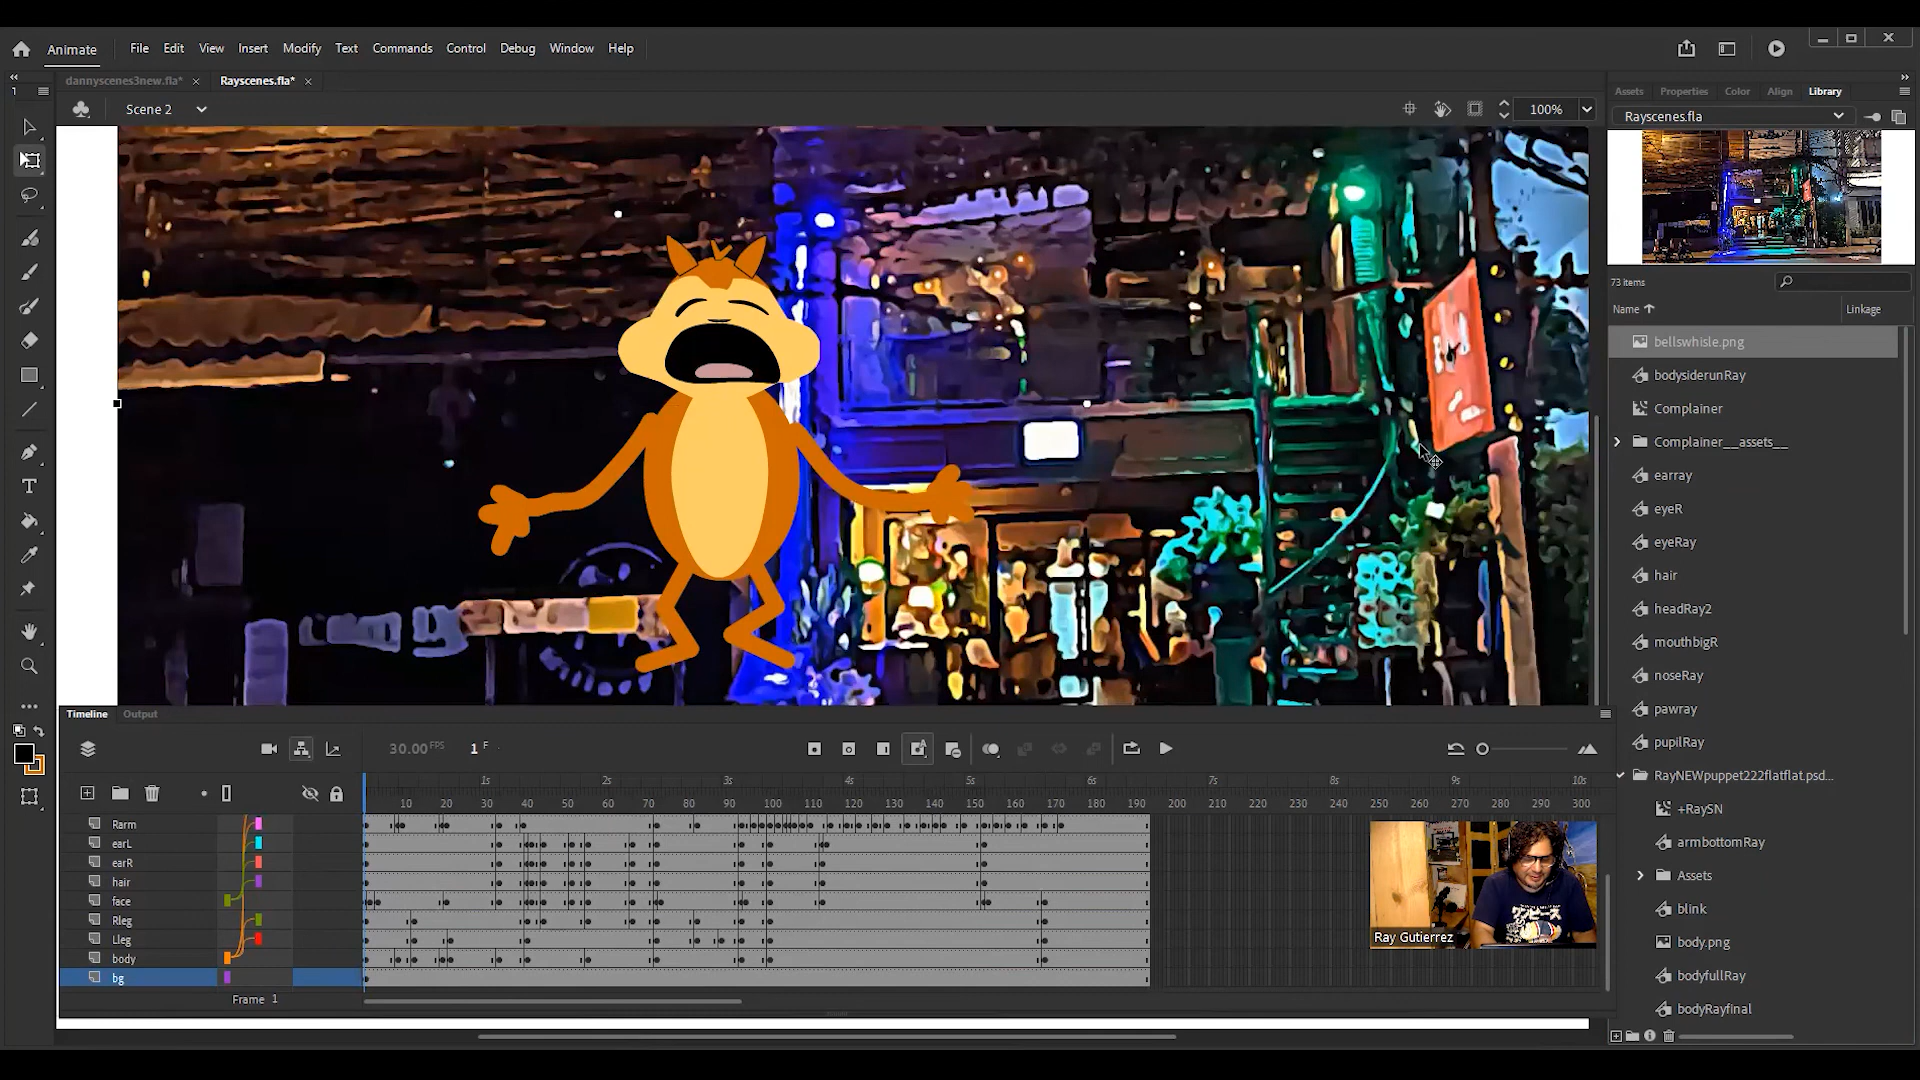 Animate File Edit View Insert Modify Text Commands Control Debug Window Help
dannyscenes3new.fla* × Rayscenes.fla* ×
1
Scene 2 100%
Assets Properties Color Align Library
Rayscenes.fla
73 items
Name Linkage
bellswhisle.png
bodysiderunRay
Complainer
Complainer__assets__
earray
eyeR
eyeRay
hair
headRay2
mouthbigR
noseRay
pawray
pupilRay
RayNEWpuppet222flatflat.psd...
+RaySN
armbottomRay
Assets
blink
body.png
bodyfullRay
bodyRayfinal
Timeline Output
30.00 FPS 1 F
1s 2s 3s 4s 5s 6s 7s 8s 9s 10s
10 20 30 40 50 60 70 80 90 100 110 120 130 140 150 160 170 180 190 200 210 220 230 240 250 260 270 280 290 300
Rarm
earL
earR
hair
face
Rleg
Lleg
body
bg
Frame 1
Ray Gutierrez